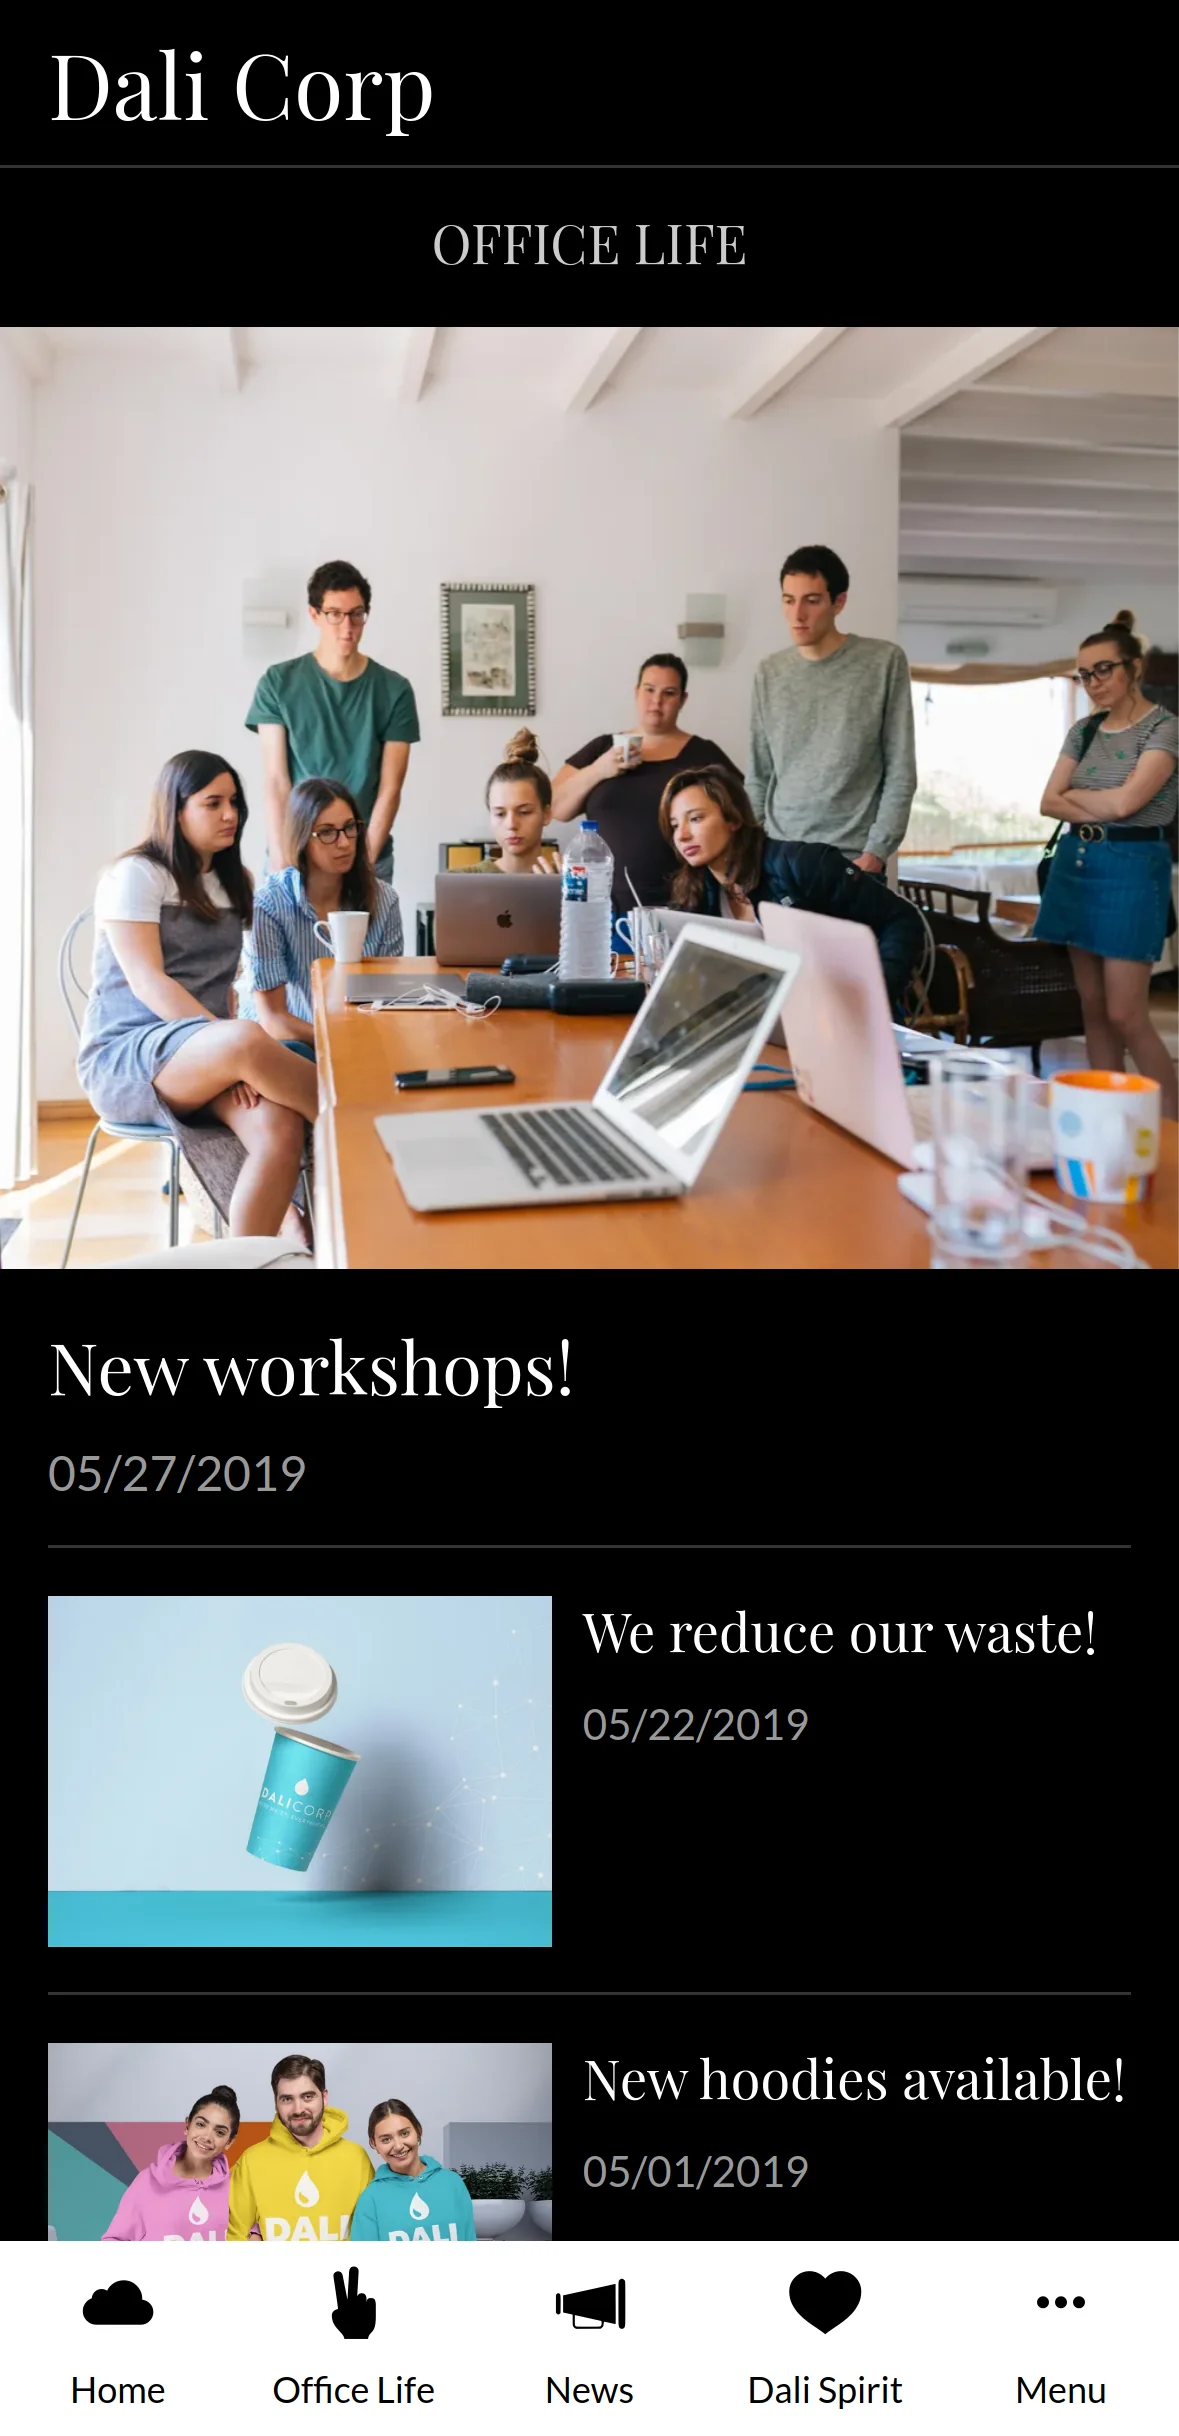 Dali Corp
OFFICE LIFE
New workshops!
05/27/2019
We reduce our waste!
05/22/2019
DALICORP
New hoodies available!
05/01/2019
DALI
DALI
DALI
Home
Office Life
News
Dali Spirit
Menu